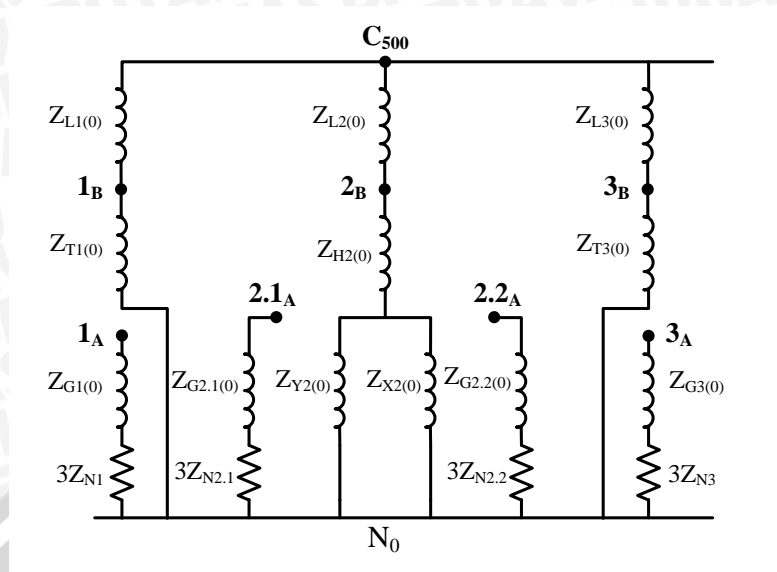 C500
ZL1(0) ZL2(0) ZL3(0)
1B 2B 3B
ZT1(0) ZH2(0) ZT3(0)
2.1A 2.2A
1A 3A
ZG1(0) ZG2.1(0) ZY2(0) ZX2(0) ZG2.2(0) ZG3(0)
3ZN1 3ZN2.1 3ZN2.2 3ZN3
N0